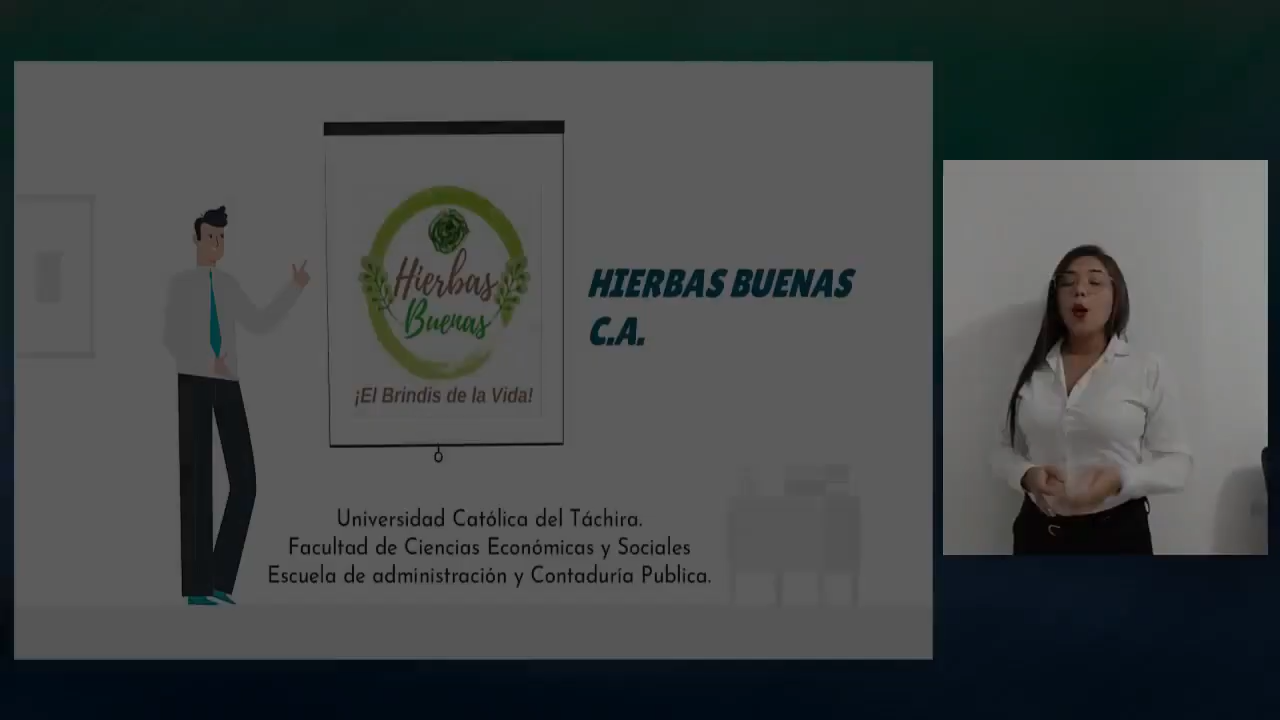 Hierbas
Buenas
¡El Brindis de la Vida!
HIERBAS BUENAS
C.A.
Universidad Católica del Táchira.
Facultad de Ciencias Económicas y Sociales
Escuela de administración y Contaduría Publica.